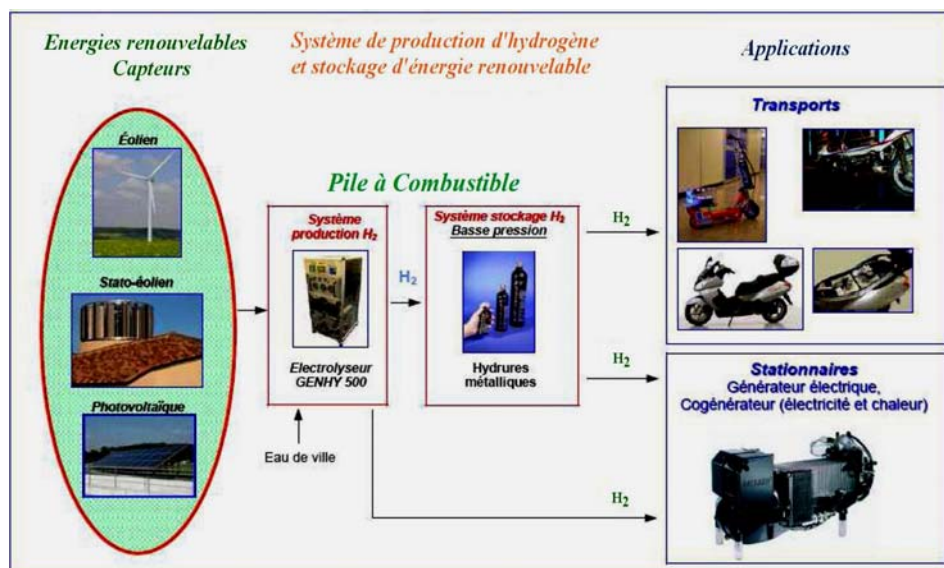 Energies renouvelables
Capteurs
Système de production d'hydrogène
et stockage d'énergie renouvelable
Applications
Éolien
Stato-éolien
Photovoltaïque
Pile à Combustible
Système
production H₂
Electrolyseur
GENHY 500
Eau de ville
H₂
Système stockage H₂
Basse pression
Hydrures
métalliques
H₂
H₂
H₂
Transports
Stationnaires
Générateur électrique,
Cogénérateur (électricité et chaleur)